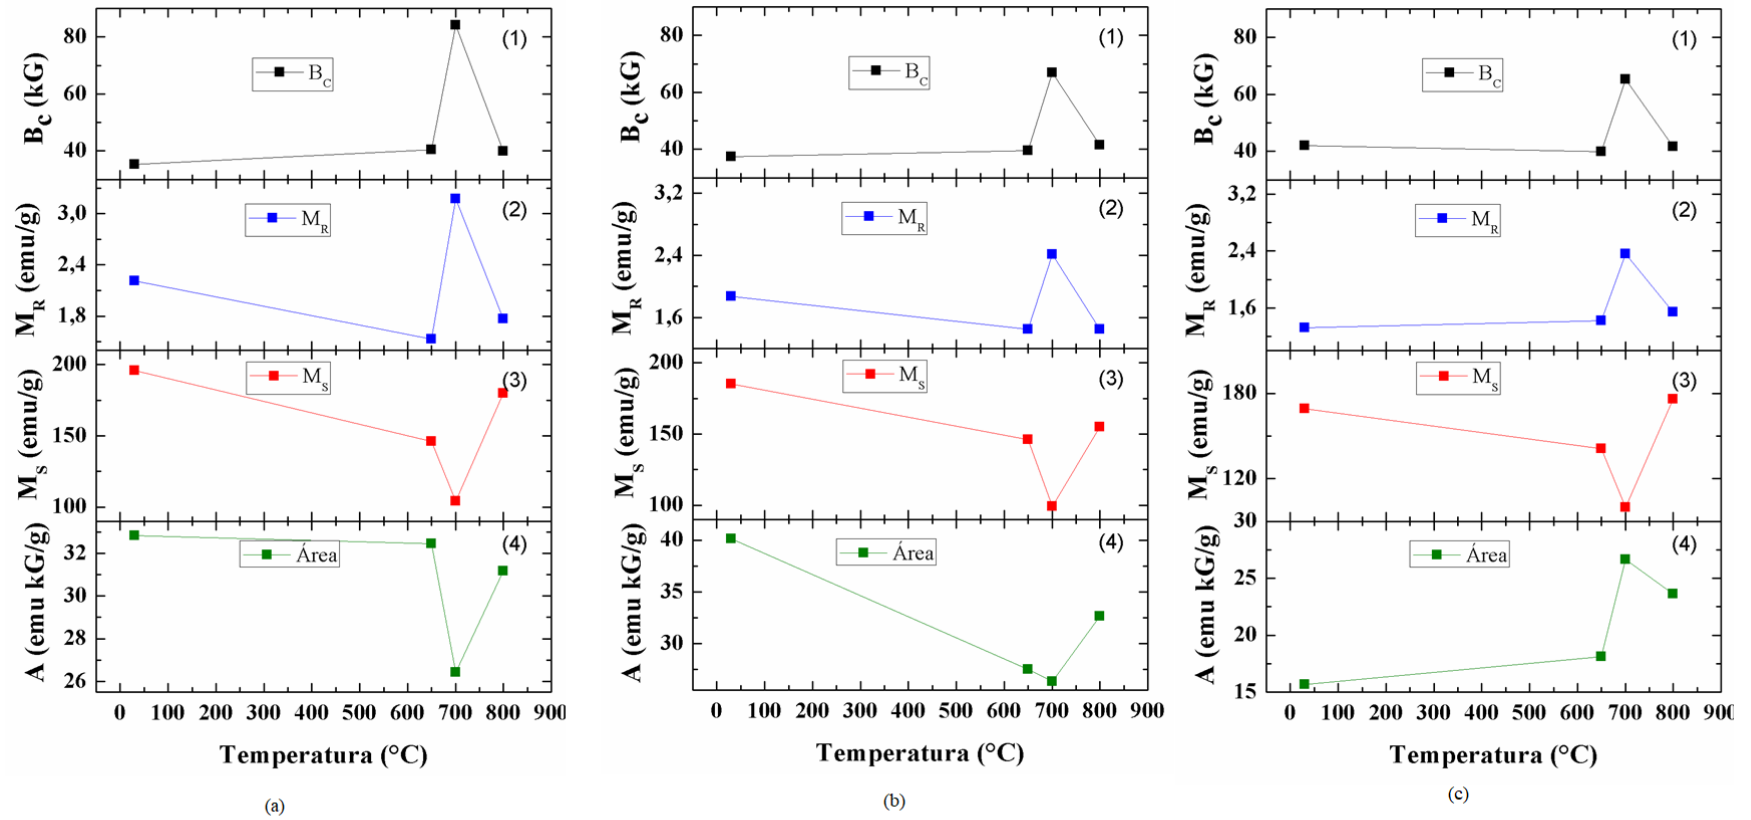 (1)
B_C
B_C (kG)
80
60
40
(2)
M_R
M_R (emu/g)
3,0
2,4
1,8
(3)
M_S
M_S (emu/g)
200
150
100
(4)
Área
A (emu kG/g)
32
30
28
26
0 100 200 300 400 500 600 700 800 900
Temperatura (°C)
(a)
(1)
B_C
B_C (kG)
80
60
40
(2)
M_R
M_R (emu/g)
3,2
2,4
1,6
(3)
M_S
M_S (emu/g)
200
150
100
(4)
Área
A (emu kG/g)
40
35
30
0 100 200 300 400 500 600 700 800 900
Temperatura (°C)
(b)
(1)
B_C
B_C (kG)
80
60
40
(2)
M_R
M_R (emu/g)
3,2
2,4
1,6
(3)
M_S
M_S (emu/g)
180
120
30
(4)
Área
A (emu kG/g)
25
20
15
0 100 200 300 400 500 600 700 800 900
Temperatura (°C)
(c)